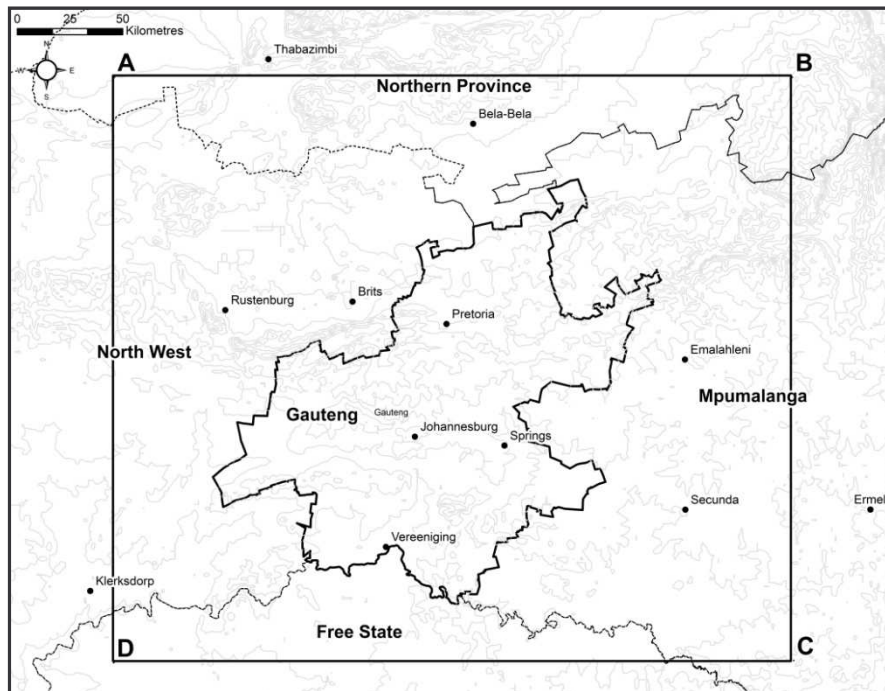 0 25 50
Kilometres
N
W E
S
Thabazimbi
A
B
Northern Province
Bela-Bela
Rustenburg
Brits
Pretoria
North West
Emalahleni
Mpumalanga
Gauteng
Gauteng
Johannesburg
Springs
Secunda
Ermel
Vereeniging
Klerksdorp
Free State
D
C